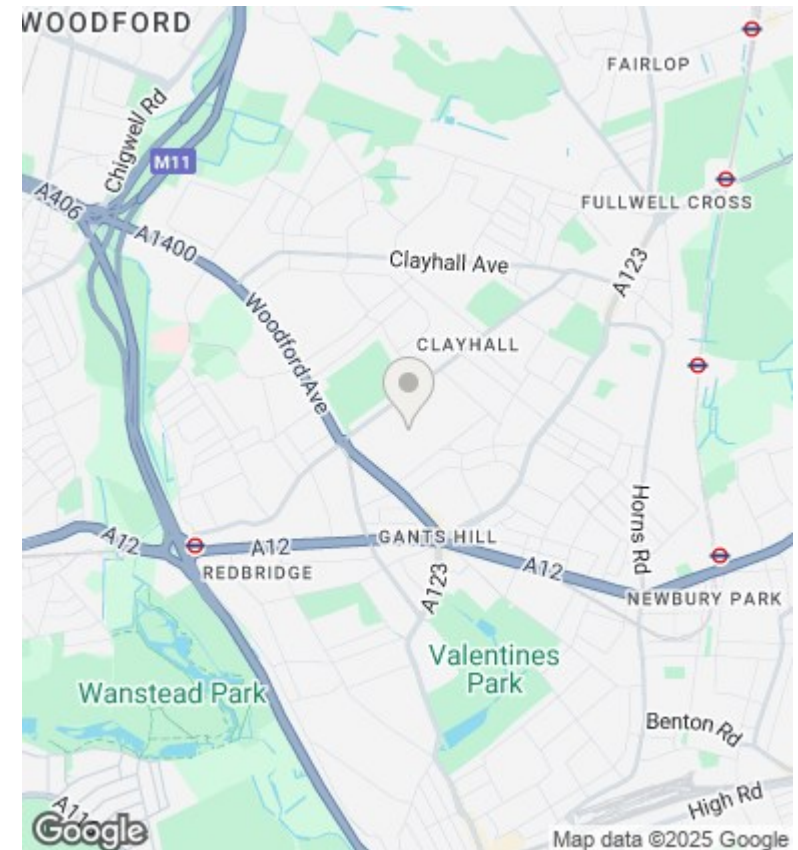 WOODFORD
FAIRLOP
Chigwell Rd
M11
FULLWELL CROSS
A406
A1400
Clayhall Ave
A123
Woodford Ave
CLAYHALL
Horns Rd
A12
A12
GANTS HILL
REDBRIDGE
A12
A123
NEWBURY PARK
Valentines
Park
Wanstead Park
Benton Rd
High Rd
Google
Map data ©2025 Google